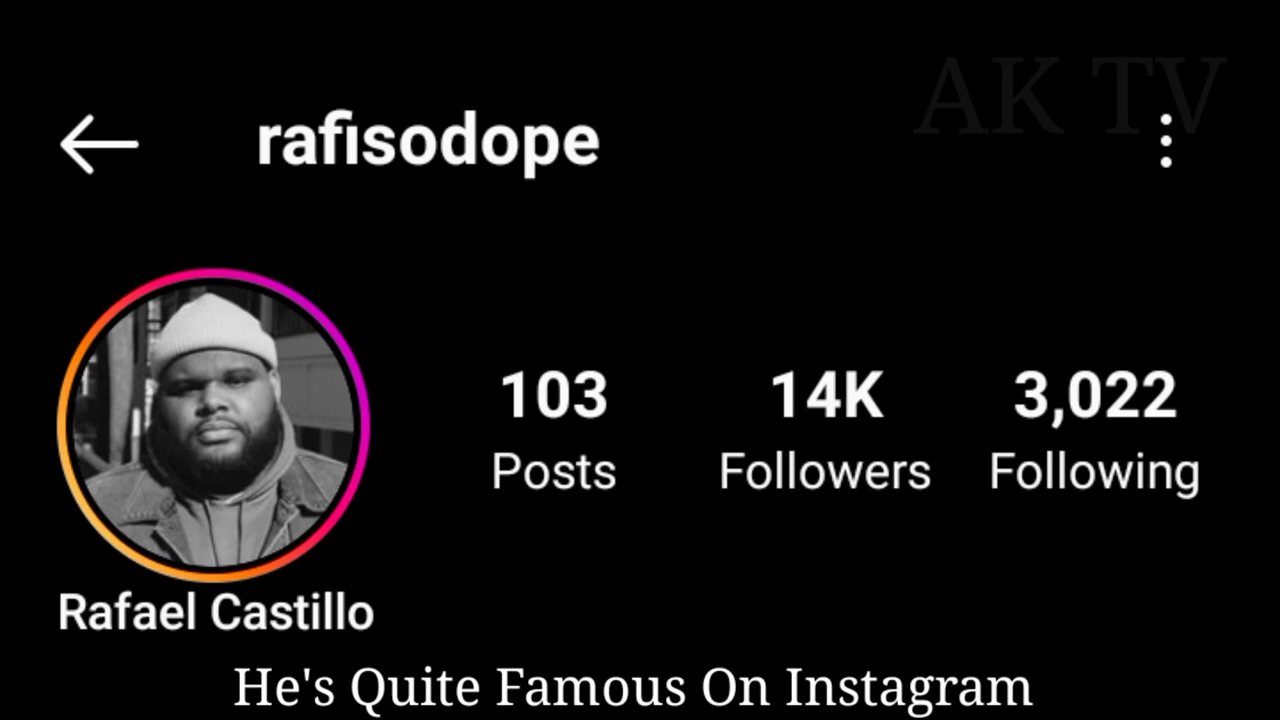 AK TV
rafisodope
103 14K 3,022
Posts Followers Following
Rafael Castillo
He's Quite Famous On Instagram